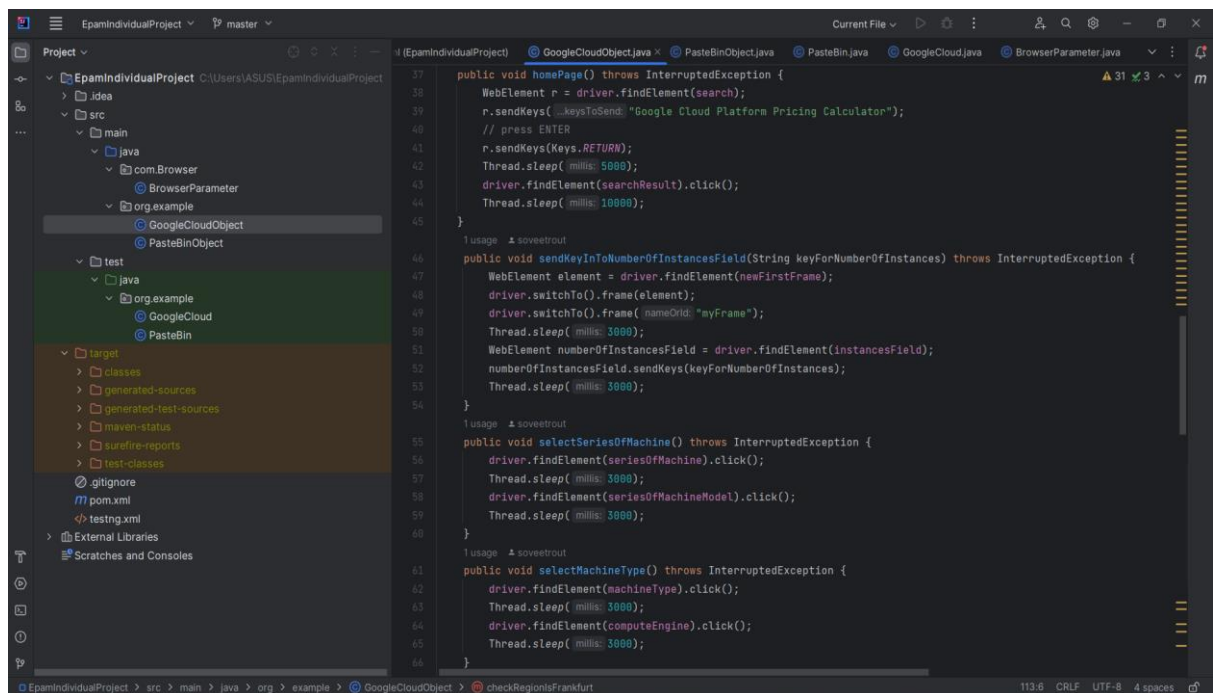 EpamIndividualProject
master
Current File
Project
l (EpamIndividualProject)
GoogleCloudObject.java
PasteBinObject.java
PasteBin.java
GoogleCloud.java
BrowserParameter.java
EpamIndividualProject C:\Users\ASUS\EpamIndividualProject
.idea
src
main
java
com.Browser
BrowserParameter
org.example
GoogleCloudObject
PasteBinObject
test
java
org.example
GoogleCloud
PasteBin
target
classes
generated-sources
generated-test-sources
maven-status
surefire-reports
test-classes
.gitignore
m pom.xml
testng.xml
External Libraries
Scratches and Consoles
31 3
m
37 public void homePage() throws InterruptedException {
38 WebElement r = driver.findElement(search);
39 r.sendKeys( ...keysToSend: "Google Cloud Platform Pricing Calculator");
40 // press ENTER
41 r.sendKeys(Keys.RETURN);
42 Thread.sleep( millis: 5000);
43 driver.findElement(searchResult).click();
44 Thread.sleep( millis: 10000);
45 }
1 usage soveetrout
46 public void sendKeyInToNumberOfInstancesField(String keyForNumberOfInstances) throws InterruptedException {
47 WebElement element = driver.findElement(newFirstFrame);
48 driver.switchTo().frame(element);
49 driver.switchTo().frame( nameOrId: "myFrame");
50 Thread.sleep( millis: 3000);
51 WebElement numberOfInstancesField = driver.findElement(instancesField);
52 numberOfInstancesField.sendKeys(keyForNumberOfInstances);
53 Thread.sleep( millis: 3000);
54 }
1 usage soveetrout
55 public void selectSeriesOfMachine() throws InterruptedException {
56 driver.findElement(seriesOfMachine).click();
57 Thread.sleep( millis: 3000);
58 driver.findElement(seriesOfMachineModel).click();
59 Thread.sleep( millis: 3000);
60 }
1 usage soveetrout
61 public void selectMachineType() throws InterruptedException {
62 driver.findElement(machineType).click();
63 Thread.sleep( millis: 3000);
64 driver.findElement(computeEngine).click();
65 Thread.sleep( millis: 3000);
66 }
EpamIndividualProject > src > main > java > org > example > GoogleCloudObject > checkRegionIsFrankfurt
113:6 CRLF UTF-8 4 spaces